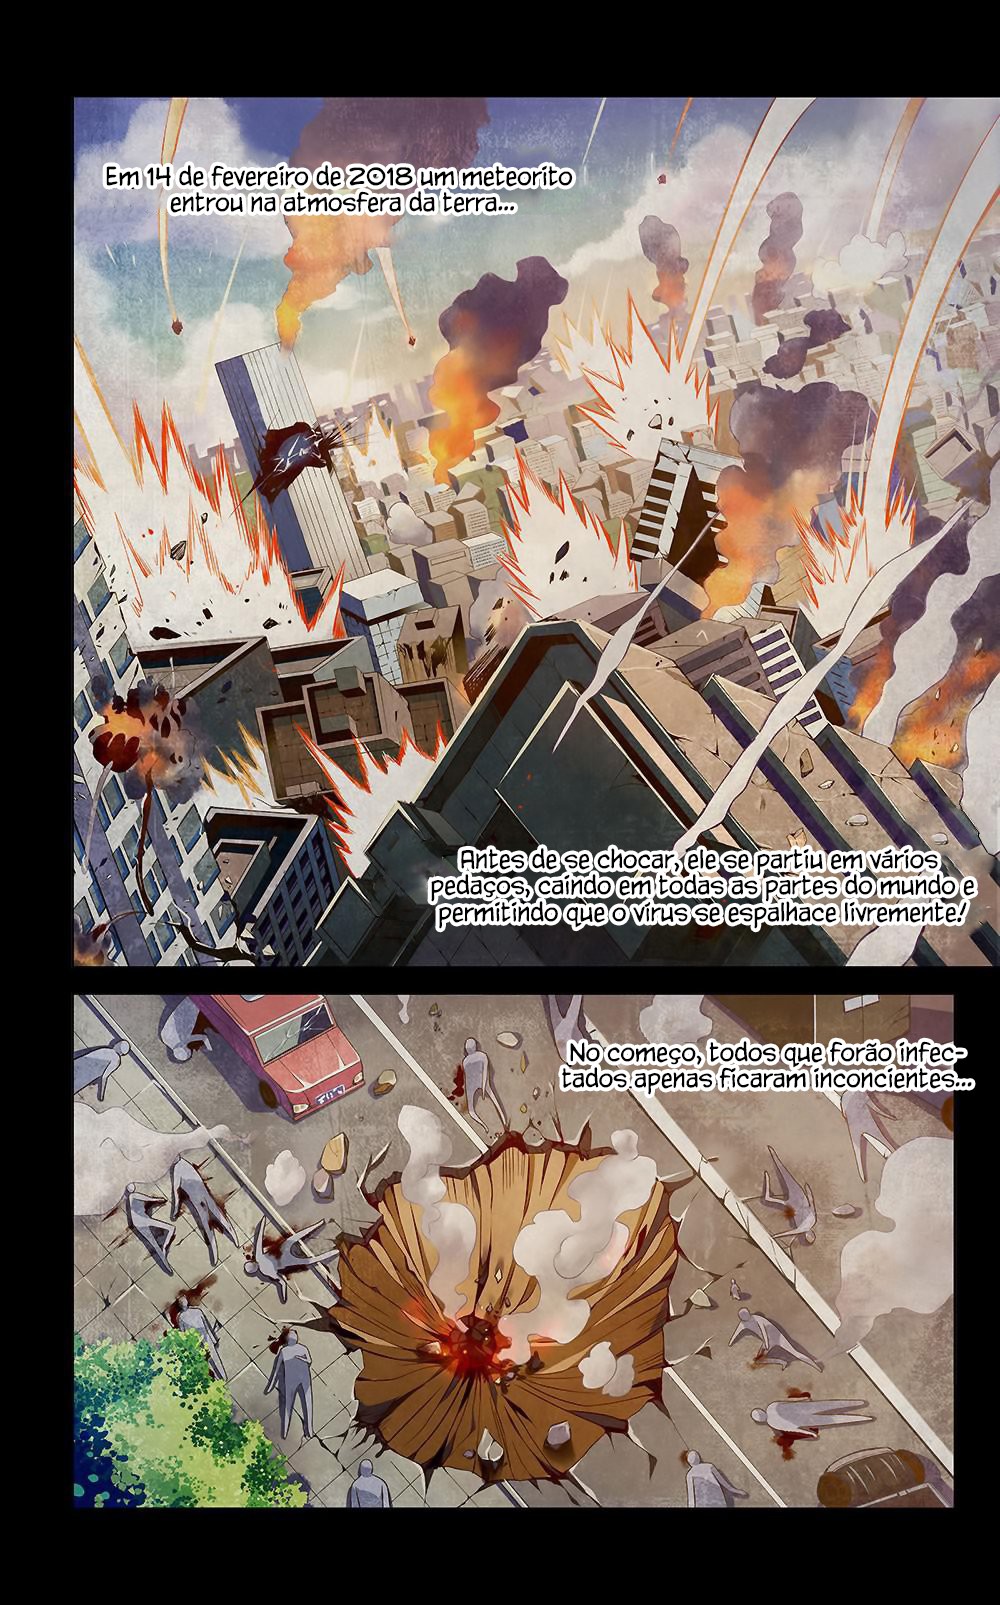 Em 14 de fevereiro de 2018 um meteorito
entrou na atmosfera da terra...
Antes de se chocar, ele se partiu em vários
pedaços, caindo em todas as partes do mundo e
permitindo que o vírus se espalhace livremente!
No começo, todos que forão infec-
tados apenas ficaram inconcientes...